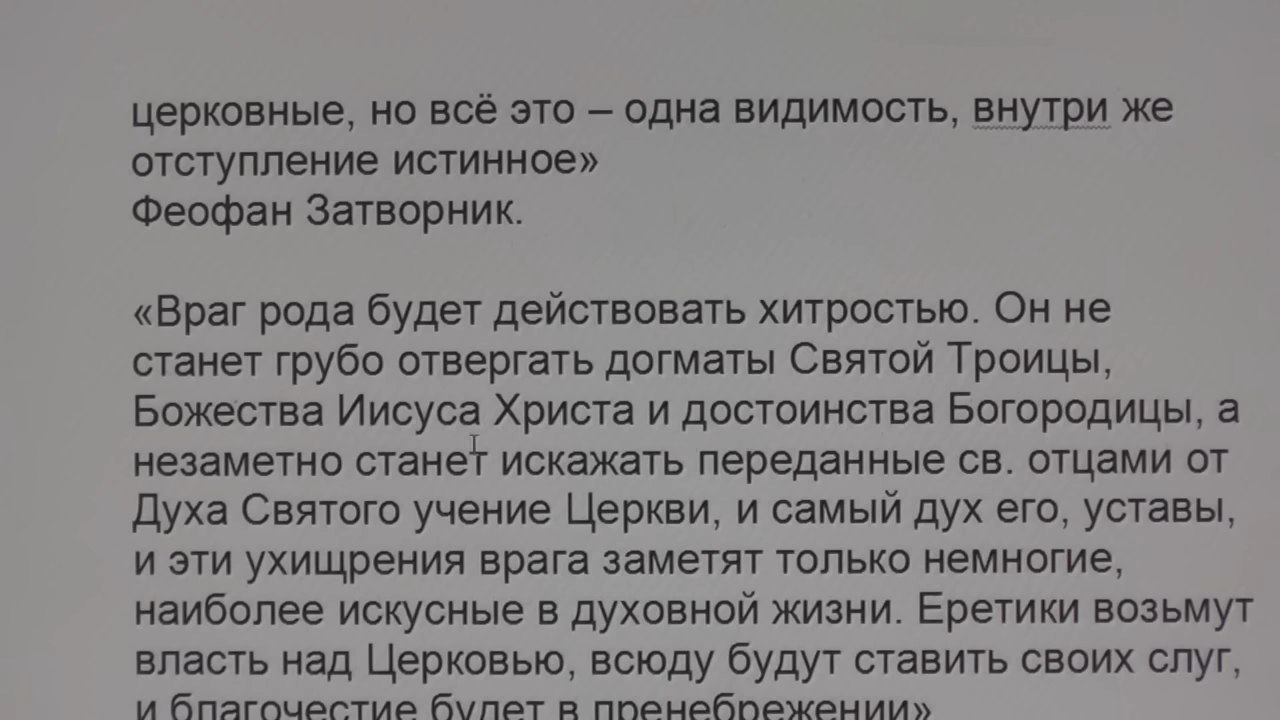 церковные, но всё это – одна видимость, внутри же
отступление истинное»
Феофан Затворник.
«Враг рода будет действовать хитростью. Он не
станет грубо отвергать догматы Святой Троицы,
Божества Иисуса Христа и достоинства Богородицы, а
незаметно станет искажать переданные св. отцами от
Духа Святого учение Церкви, и самый дух его, уставы,
и эти ухищрения врага заметят только немногие,
наиболее искусные в духовной жизни. Еретики возьмут
власть над Церковью, всюду будут ставить своих слуг,
и благочестие будет в пренебрежении»